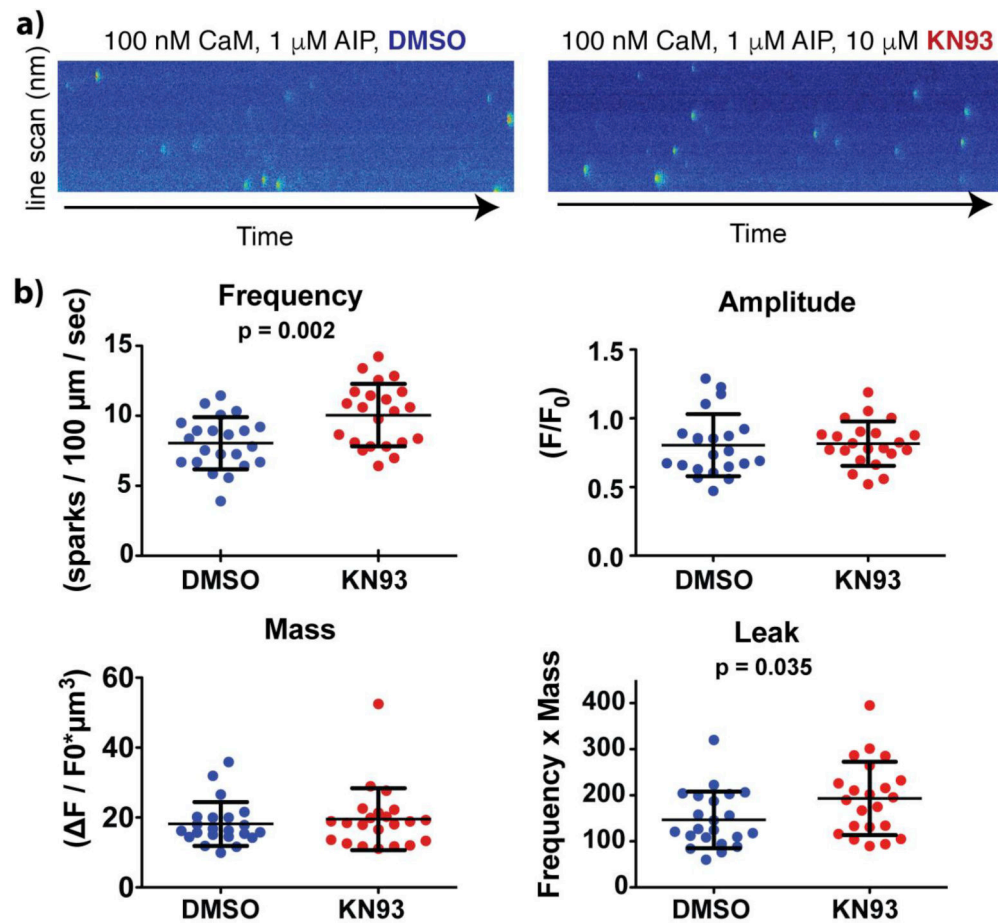 a)
100 nM CaM, 1 μM AIP, DMSO
100 nM CaM, 1 μM AIP, 10 μM KN93
line scan (nm)
Time
Time
b)
Frequency
p = 0.002
(sparks / 100 μm / sec)
15
10
5
0
DMSO
KN93
Amplitude
(F/F₀)
1.5
1.0
0.5
0.0
DMSO
KN93
Mass
(ΔF / F0*μm³)
60
40
20
0
DMSO
KN93
Leak
p = 0.035
Frequency x Mass
400
300
200
100
0
DMSO
KN93